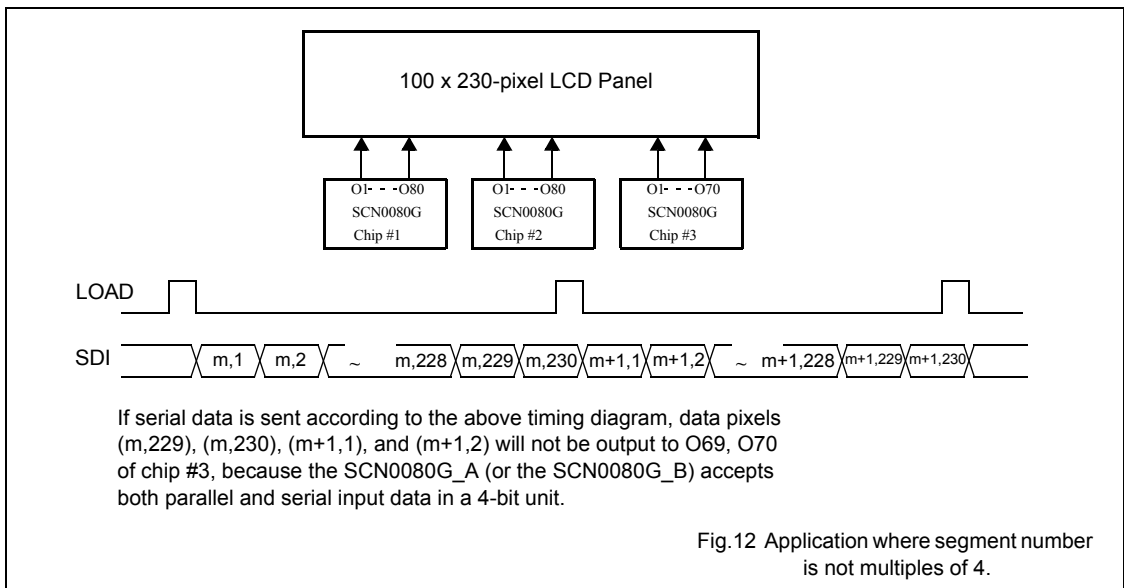 100 x 230-pixel LCD Panel
O1- - -O80
SCN0080G
Chip #1
O1- - -O80
SCN0080G
Chip #2
O1- - -O70
SCN0080G
Chip #3
LOAD
SDI m,1 m,2 ~ m,228 m,229 m,230 m+1,1 m+1,2 ~ m+1,228 m+1,229 m+1,230
If serial data is sent according to the above timing diagram, data pixels
(m,229), (m,230), (m+1,1), and (m+1,2) will not be output to O69, O70
of chip #3, because the SCN0080G_A (or the SCN0080G_B) accepts
both parallel and serial input data in a 4-bit unit.
Fig.12 Application where segment number
is not multiples of 4.